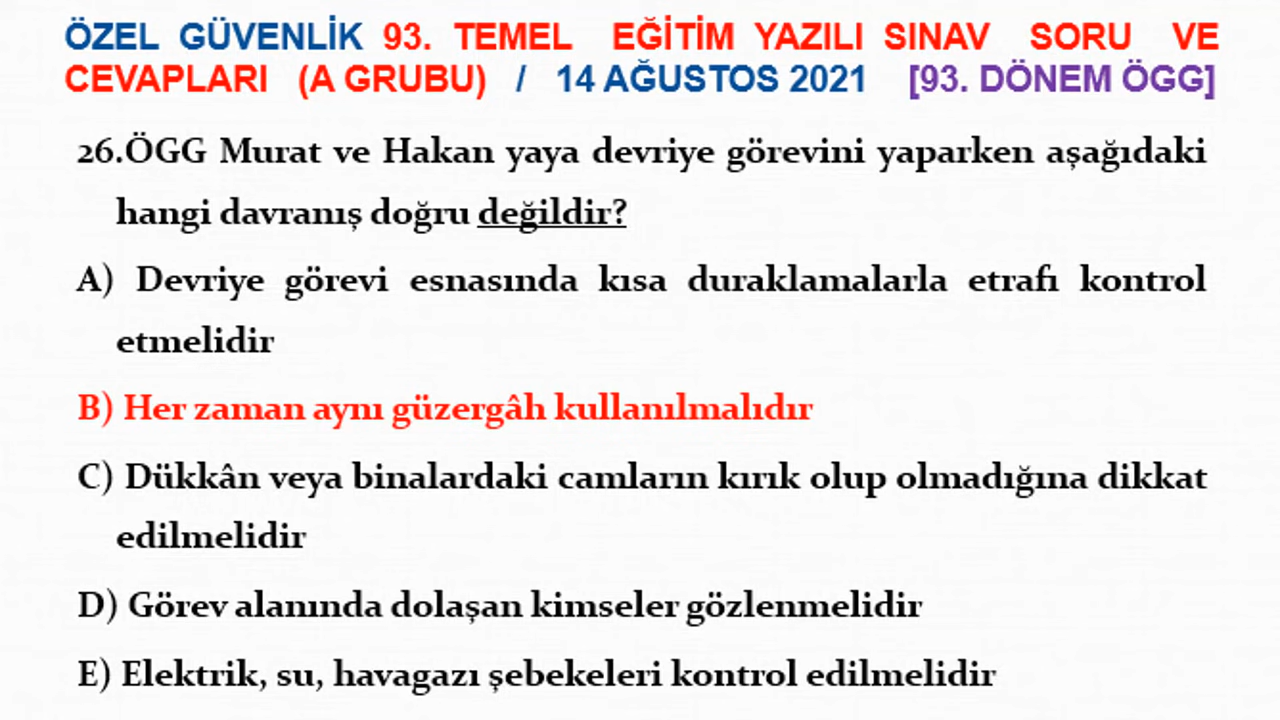 ÖZEL GÜVENLİK 93. TEMEL EĞİTİM YAZILI SINAV SORU VE
CEVAPLARI (A GRUBU) / 14 AĞUSTOS 2021 [93. DÖNEM ÖGG]
26.ÖGG Murat ve Hakan yaya devriye görevini yaparken aşağıdaki
hangi davranış doğru değildir?
A) Devriye görevi esnasında kısa duraklamalarla etrafı kontrol
etmelidir
B) Her zaman aynı güzergâh kullanılmalıdır
C) Dükkân veya binalardaki camların kırık olup olmadığına dikkat
edilmelidir
D) Görev alanında dolaşan kimseler gözlenmelidir
E) Elektrik, su, havagazı şebekeleri kontrol edilmelidir